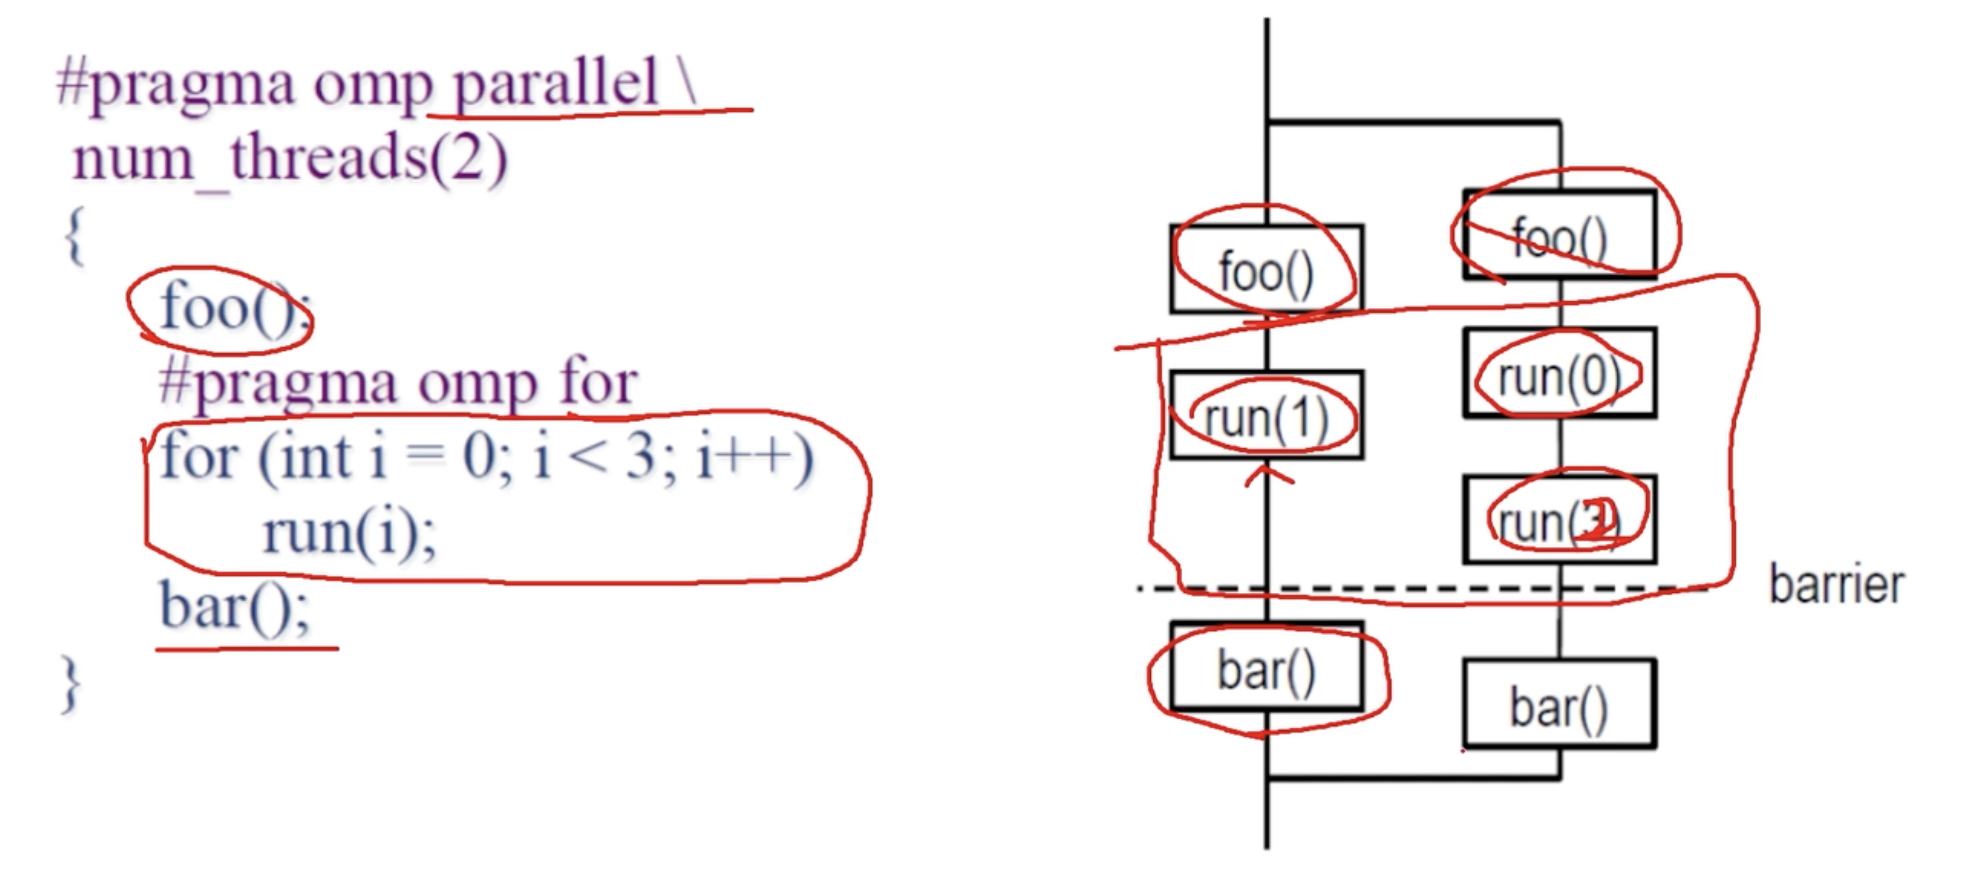 #pragma omp parallel \
num_threads(2)
{
foo();
#pragma omp for
for (int i = 0; i < 3; i++)
run(i);
bar();
}
foo()
foo()
run(0)
run(1)
run(2)
barrier
bar()
bar()